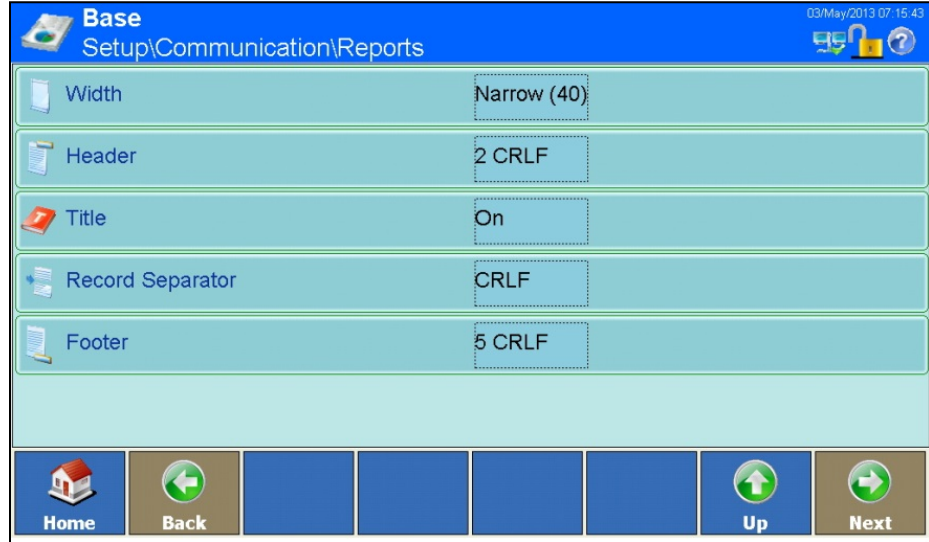 Base
03/May/2013 07:15:43
Setup\Communication\Reports
Width Narrow (40)
Header 2 CRLF
Title On
Record Separator CRLF
Footer 5 CRLF
Home Back Up Next